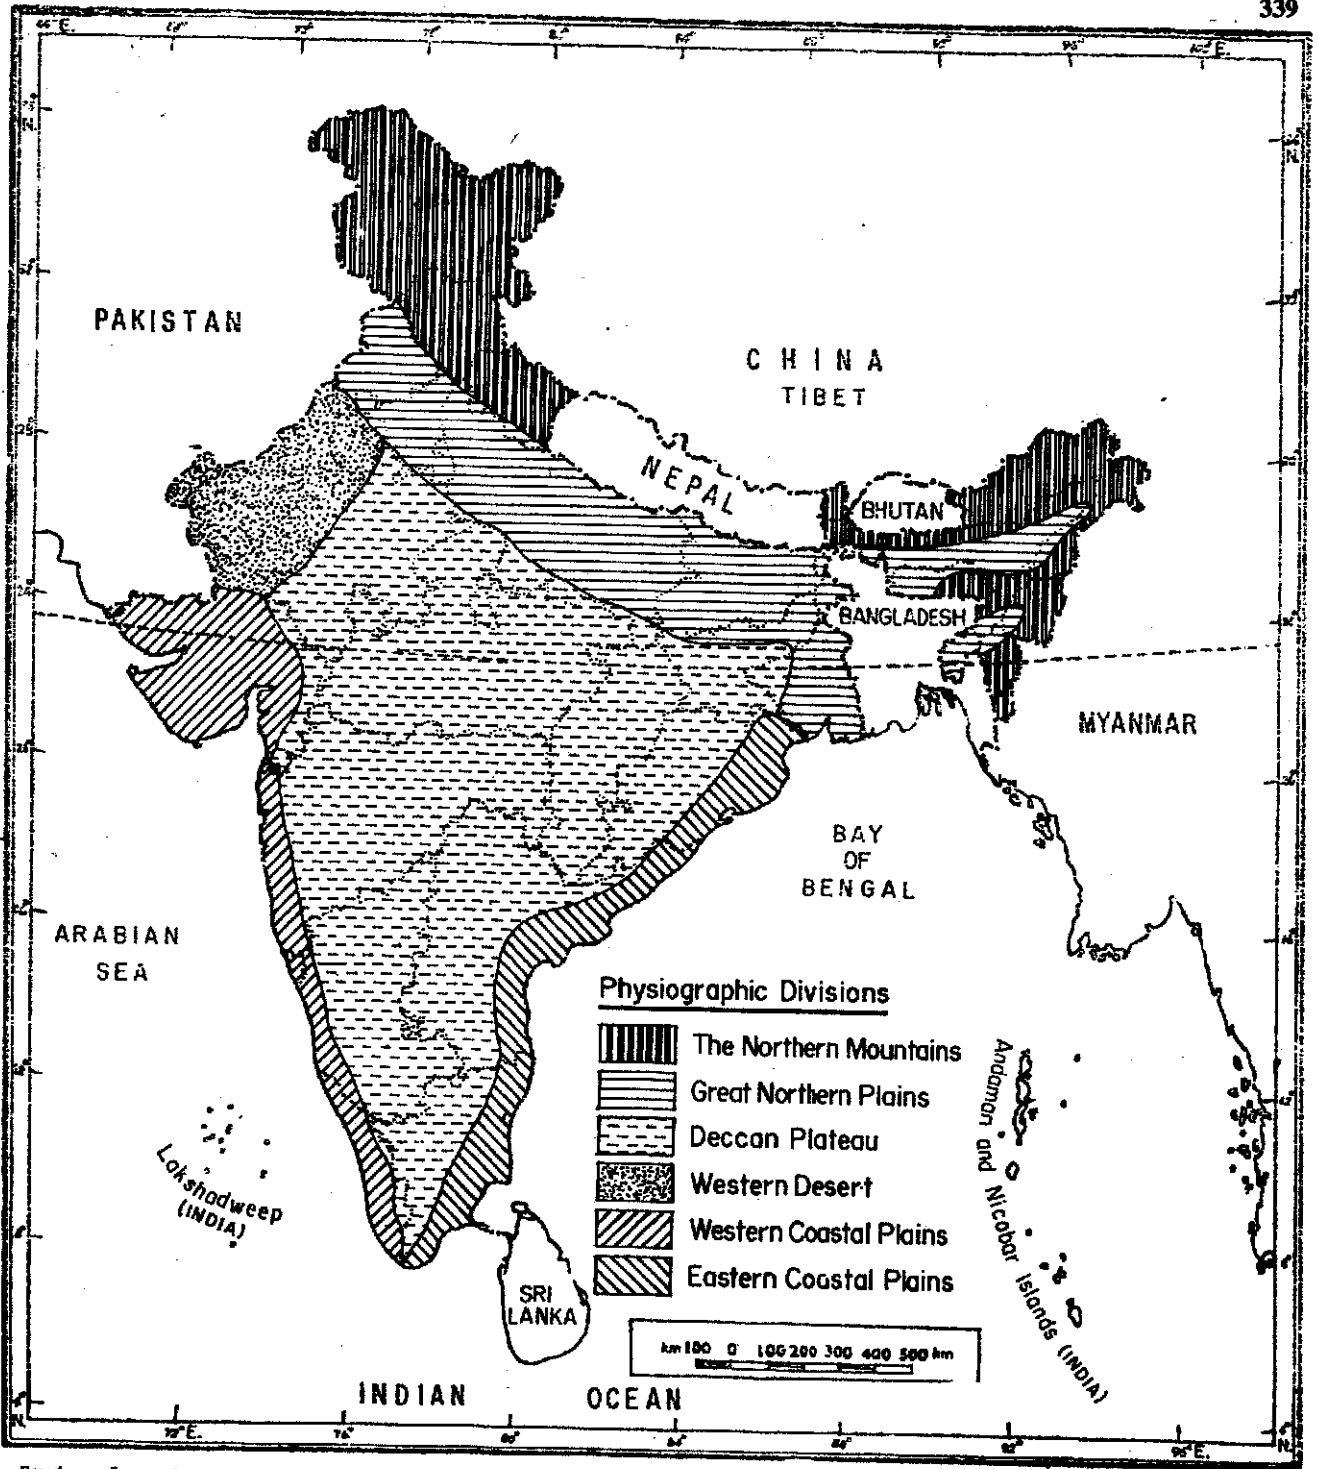 339
PAKISTAN
CHINA
TIBET
NEPAL
BHUTAN
BANGLADESH
MYANMAR
BAY
OF
BENGAL
ARABIAN
SEA
Physiographic Divisions
The Northern Mountains
Great Northern Plains
Deccan Plateau
Western Desert
Western Coastal Plains
Eastern Coastal Plains
Lakshadweep
(INDIA)
Andaman and Nicobar Islands (INDIA)
SRI
LANKA
km 100 0 100 200 300 400 500 km
INDIAN OCEAN